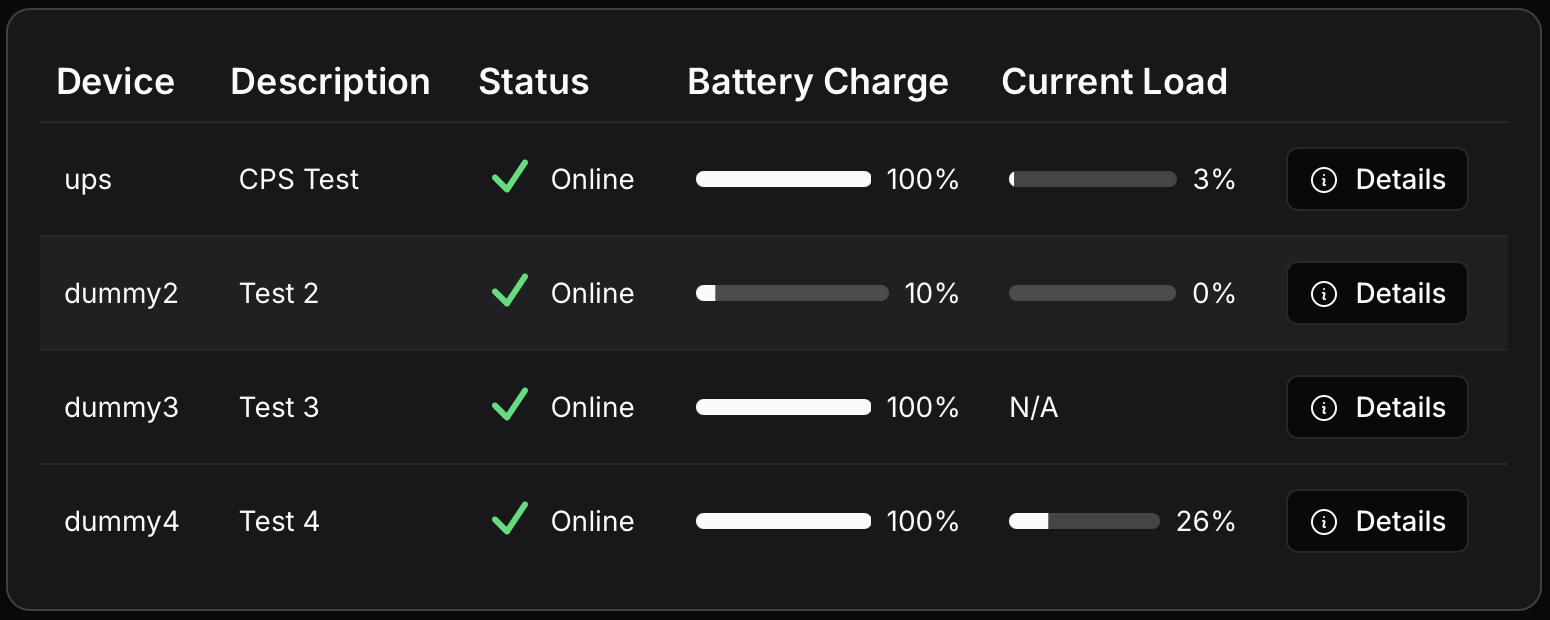 Device Description Status Battery Charge Current Load
ups CPS Test Online 100% 3% Details
dummy2 Test 2 Online 10% 0% Details
dummy3 Test 3 Online 100% N/A Details
dummy4 Test 4 Online 100% 26% Details